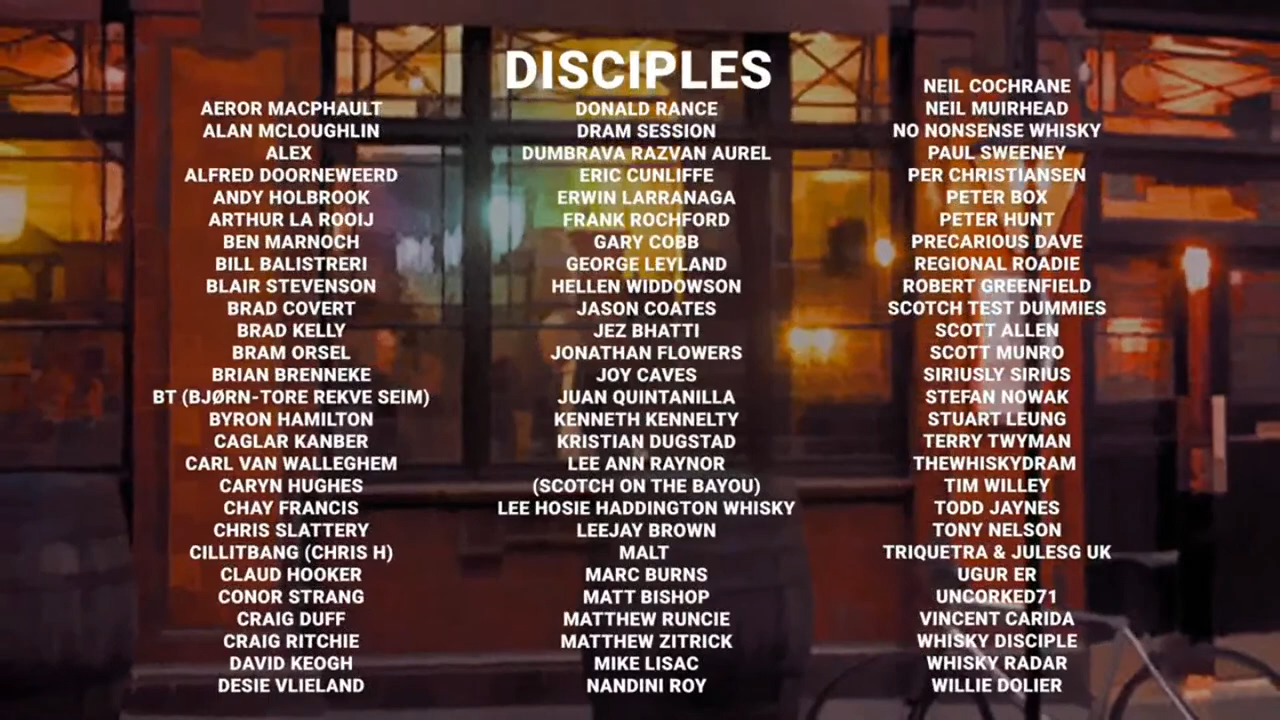 DISCIPLES
AEROR MACPHAULT
ALAN MCLOUGHLIN
ALEX
ALFRED DOORNEWEERD
ANDY HOLBROOK
ARTHUR LA ROOIJ
BEN MARNOCH
BILL BALISTRERI
BLAIR STEVENSON
BRAD COVERT
BRAD KELLY
BRAM ORSEL
BRIAN BRENNEKE
BT (BJØRN-TORE REKVE SEIM)
BYRON HAMILTON
CAGLAR KANBER
CARL VAN WALLEGHEM
CARYN HUGHES
CHAY FRANCIS
CHRIS SLATTERY
CILLITBANG (CHRIS H)
CLAUD HOOKER
CONOR STRANG
CRAIG DUFF
CRAIG RITCHIE
DAVID KEOGH
DESIE VLIELAND
DONALD RANCE
DRAM SESSION
DUMBRAVA RAZVAN AUREL
ERIC CUNLIFFE
ERWIN LARRANAGA
FRANK ROCHFORD
GARY COBB
GEORGE LEYLAND
HELLEN WIDDOWSON
JASON COATES
JEZ BHATTI
JONATHAN FLOWERS
JOY CAVES
JUAN QUINTANILLA
KENNETH KENNELTY
KRISTIAN DUGSTAD
LEE ANN RAYNOR
(SCOTCH ON THE BAYOU)
LEE HOSIE HADDINGTON WHISKY
LEEJAY BROWN
MALT
MARC BURNS
MATT BISHOP
MATTHEW RUNCIE
MATTHEW ZITRICK
MIKE LISAC
NANDINI ROY
NEIL COCHRANE
NEIL MUIRHEAD
NO NONSENSE WHISKY
PAUL SWEENEY
PER CHRISTIANSEN
PETER BOX
PETER HUNT
PRECARIOUS DAVE
REGIONAL ROADIE
ROBERT GREENFIELD
SCOTCH TEST DUMMIES
SCOTT ALLEN
SCOTT MUNRO
SIRIUSLY SIRIUS
STEFAN NOWAK
STUART LEUNG
TERRY TWYMAN
THEWHISKYDRAM
TIM WILLEY
TODD JAYNES
TONY NELSON
TRIQUETRA & JULESG UK
UGUR ER
UNCORKED71
VINCENT CARIDA
WHISKY DISCIPLE
WHISKY RADAR
WILLIE DOLIER